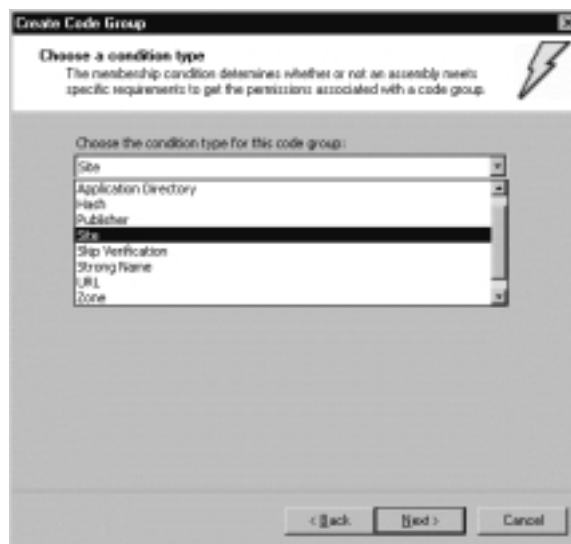 Create Code Group
Choose a condition type
The membership condition determines whether or not an assembly meets
specific requirements to get the permissions associated with a code group.
Choose the condition type for this code group:
Site
Application Directory
Hash
Publisher
Site
Skip Verification
Strong Name
URL
Zone
< Back
Next >
Cancel